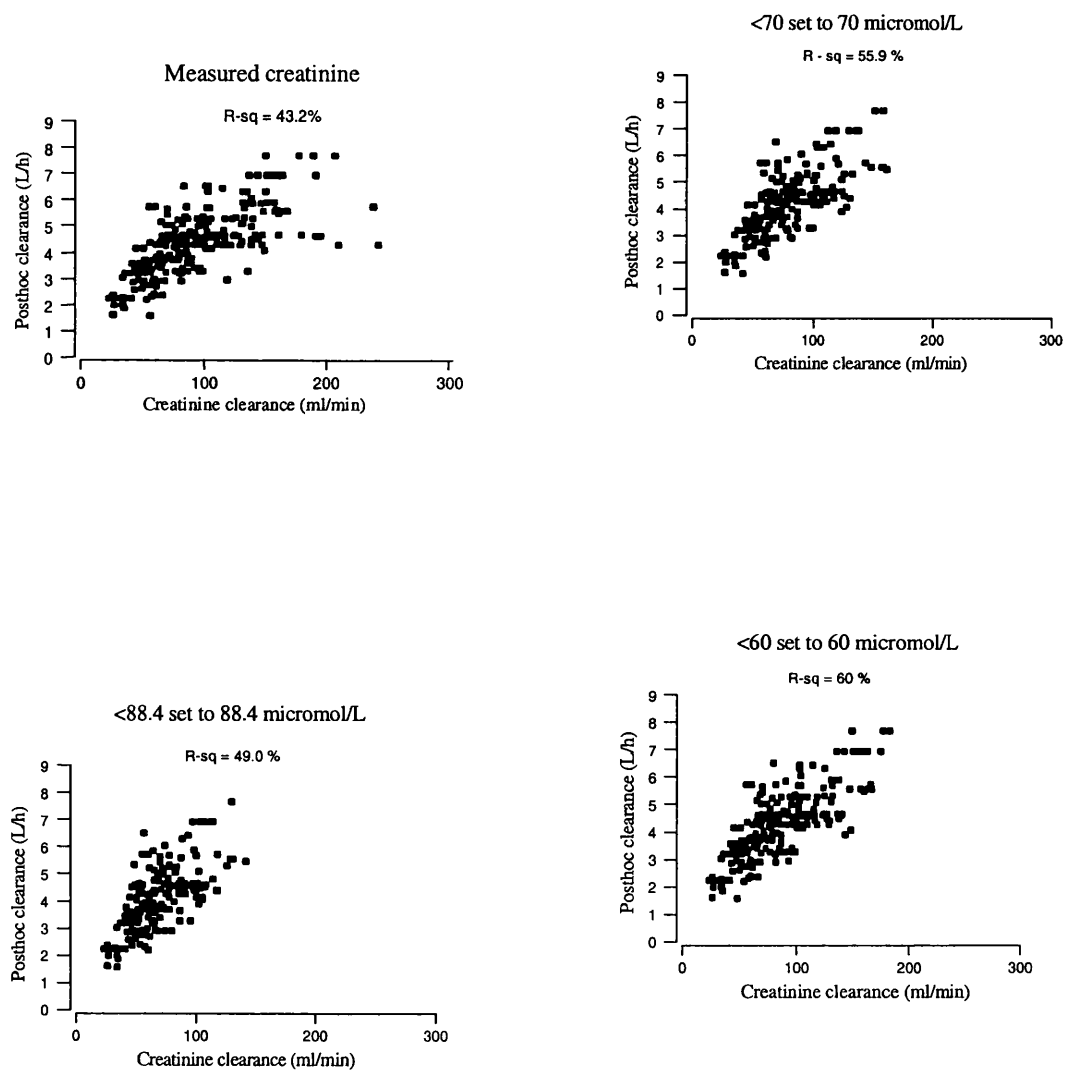 Measured creatinine
R-sq = 43.2%
Posthoc clearance (L/h)
9
8
7
6
5
4
3
2
1
0
0 100 200 300
Creatinine clearance (ml/min)
<70 set to 70 micromol/L
R - sq = 55.9 %
Posthoc clearance (L/h)
9
8
7
6
5
4
3
2
1
0
0 100 200 300
Creatinine clearance (ml/min)
<88.4 set to 88.4 micromol/L
R-sq = 49.0 %
Posthoc clearance (L/h)
9
8
7
6
5
4
3
2
1
0
0 100 200 300
Creatinine clearance (ml/min)
<60 set to 60 micromol/L
R-sq = 60 %
Posthoc clearance (L/h)
9
8
7
6
5
4
3
2
1
0
0 100 200 300
Creatinine clearance (ml/min)